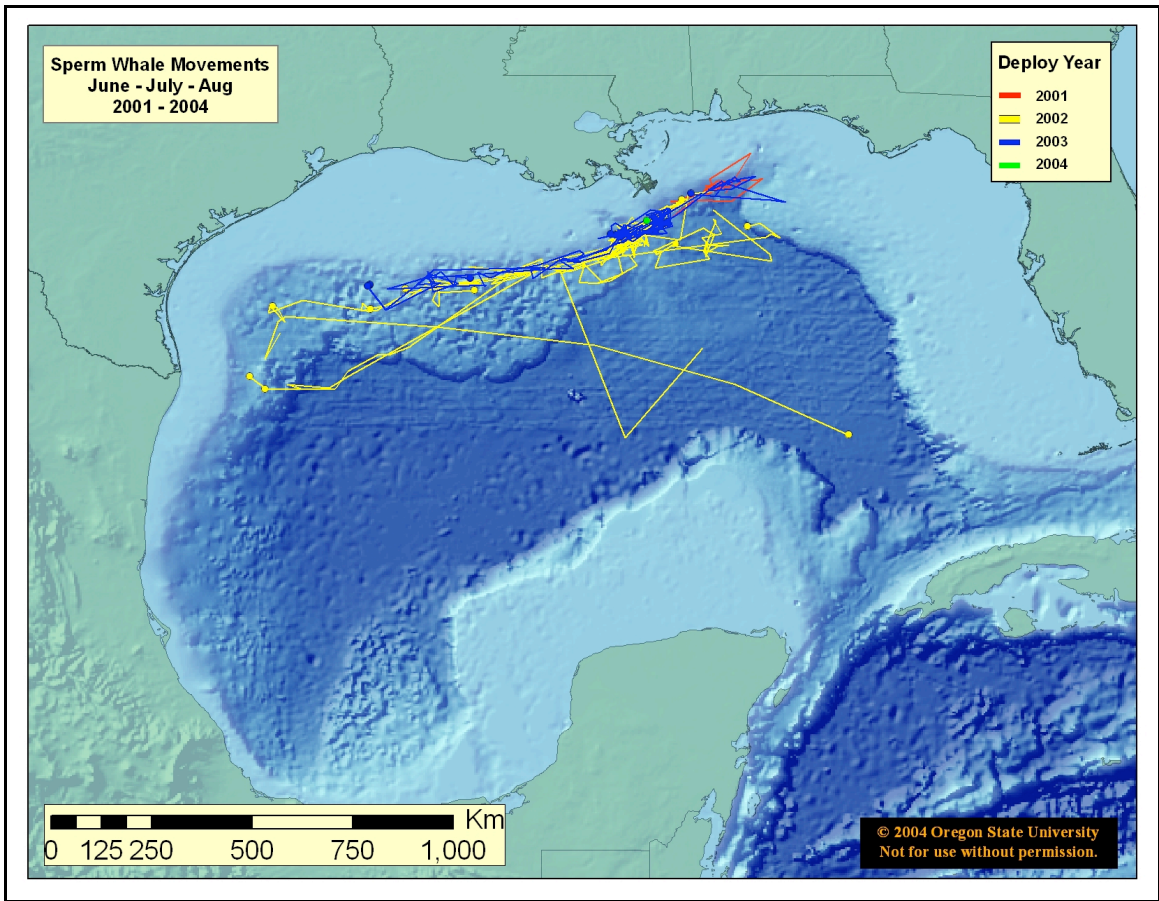 Sperm Whale Movements
June - July - Aug
2001 - 2004
Deploy Year
2001
2002
2003
2004
Km
0 125 250 500 750 1,000
© 2004 Oregon State University
Not for use without permission.